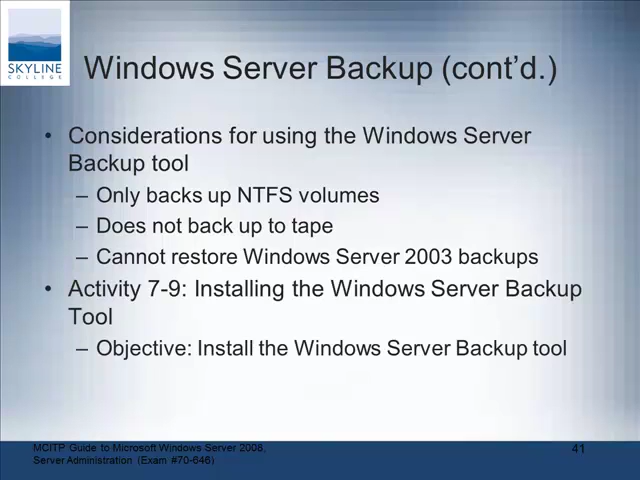 SKYLINE
COLLEGE
Windows Server Backup (cont’d.)
• Considerations for using the Windows Server
Backup tool
– Only backs up NTFS volumes
– Does not back up to tape
– Cannot restore Windows Server 2003 backups
• Activity 7-9: Installing the Windows Server Backup
Tool
– Objective: Install the Windows Server Backup tool
MCITP Guide to Microsoft Windows Server 2008,
Server Administration (Exam #70-646)
41